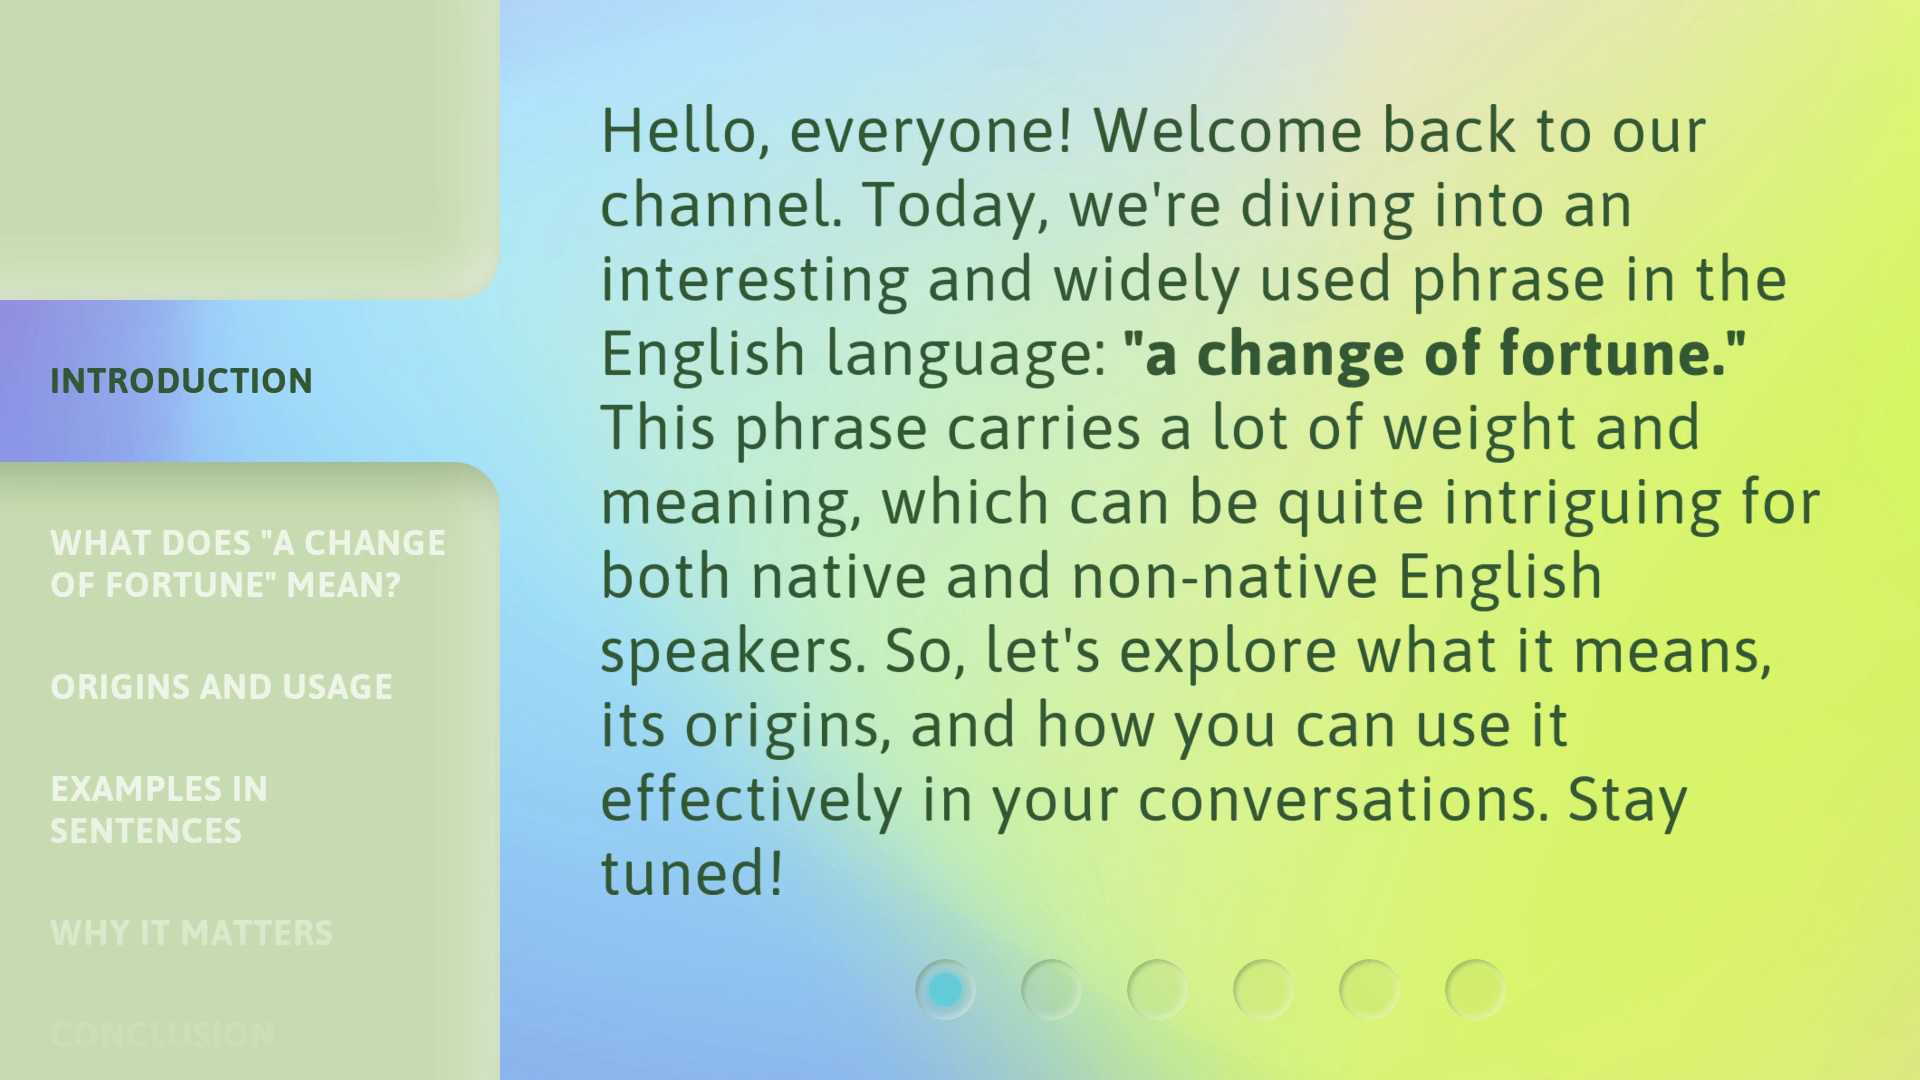 INTRODUCTION
WHAT DOES "A CHANGE
OF FORTUNE" MEAN?
ORIGINS AND USAGE
EXAMPLES IN
SENTENCES
WHY IT MATTERS
CONCLUSION
Hello, everyone! Welcome back to our
channel. Today, we're diving into an
interesting and widely used phrase in the
English language: "a change of fortune."
This phrase carries a lot of weight and
meaning, which can be quite intriguing for
both native and non-native English
speakers. So, let's explore what it means,
its origins, and how you can use it
effectively in your conversations. Stay
tuned!